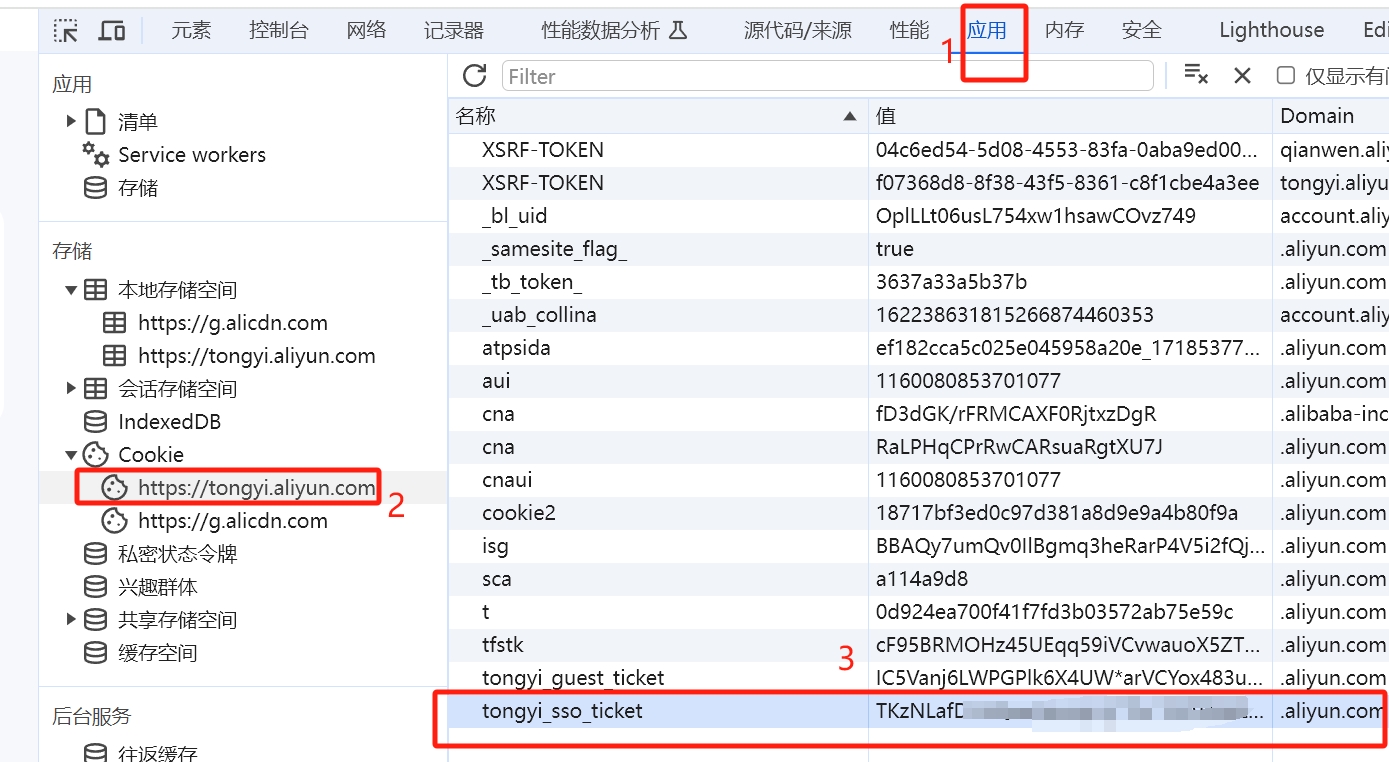 元素 控制台 网络 记录器 性能数据分析 源代码/来源 性能 应用 内存 安全 Lighthouse Edi
1
应用
清单
Service workers
存储
存储
本地存储空间
https://g.alicdn.com
https://tongyi.aliyun.com
会话存储空间
IndexedDB
Cookie
https://tongyi.aliyun.com
2
https://g.alicdn.com
私密状态令牌
兴趣群体
共享存储空间
缓存空间
后台服务
往返缓存
Filter 仅显示有
名称 值 Domain
XSRF-TOKEN 04c6ed54-5d08-4553-83fa-0aba9ed00... qianwen.aliy
XSRF-TOKEN f07368d8-8f38-43f5-8361-c8f1cbe4a3ee tongyi.aliyu
_bl_uid OplLLt06usL754xw1hsawCOvz749 account.aliy
_samesite_flag_ true .aliyun.com
_tb_token_ 3637a33a5b37b .aliyun.com
_uab_collina 162238631815266874460353 account.aliy
atpsida ef182cca5c025e045958a20e_17185377... .aliyun.com
aui 1160080853701077 .aliyun.com
cna fD3dGK/rFRMCAXF0RjtxzDgR .alibaba-inc
cna RaLPHqCPrRwCARsuaRgtXU7J .aliyun.com
cnaui 1160080853701077 .aliyun.com
cookie2 18717bf3ed0c97d381a8d9e9a4b80f9a .aliyun.com
isg BBAQy7umQv0IlBgmq3heRarP4V5i2fQj... .aliyun.com
sca a114a9d8 .aliyun.com
t 0d924ea700f41f7fd3b03572ab75e59c .aliyun.com
tfstk cF95BRMOHz45UEqq59iVCvwauoX5ZT... .aliyun.com
3
tongyi_guest_ticket IC5Vanj6LWPGPlk6X4UW*arVCYox483u... .aliyun.com
tongyi_sso_ticket TKzNLafD ... .aliyun.com